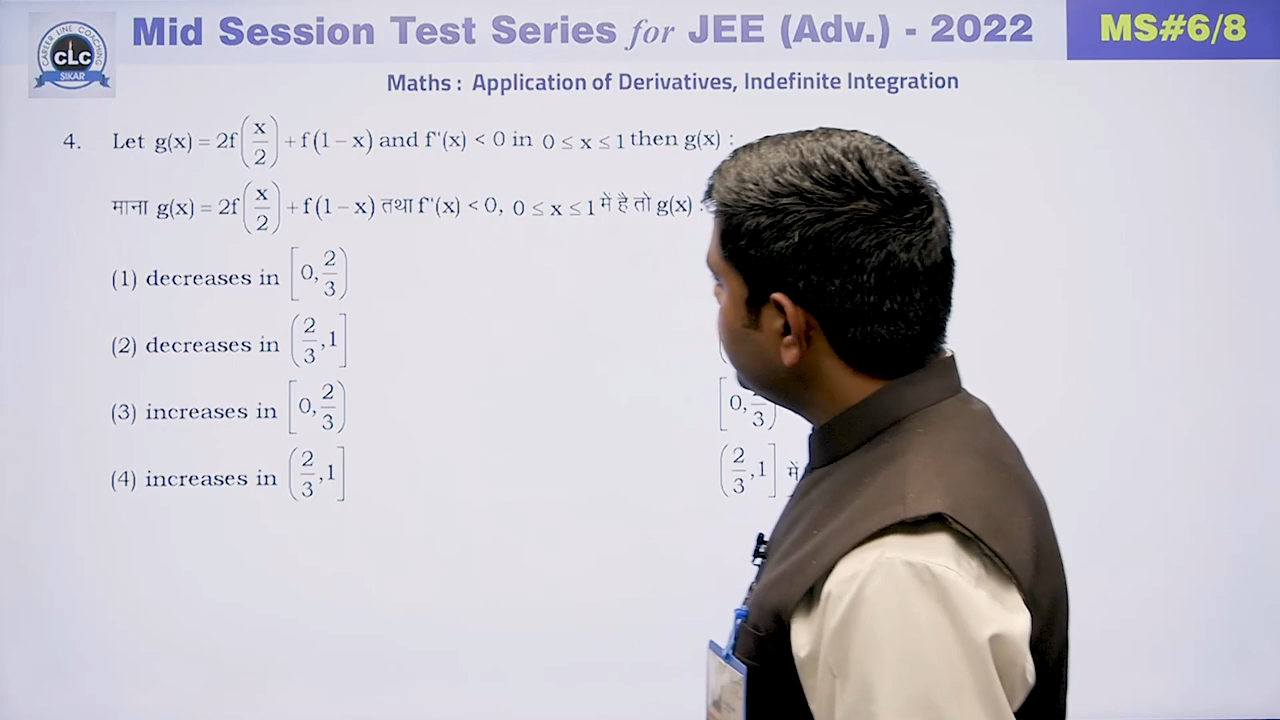 Mid Session Test Series for JEE (Adv.) - 2022
MS#6/8
CAREER LINE COACHING
CLC
SIKAR
Maths : Application of Derivatives, Indefinite Integration
4. Let g(x) = 2f(x/2) + f(1 – x) and f''(x) < 0 in 0 ≤ x ≤ 1 then g(x) :
माना g(x) = 2f(x/2) + f(1 – x) तथा f''(x) < 0, 0 ≤ x ≤ 1 में है तो g(x) :
(1) decreases in [0, 2/3)
(2) decreases in (2/3, 1]
(3) increases in [0, 2/3)
[0, 2/3)
(4) increases in (2/3, 1]
(2/3, 1] में